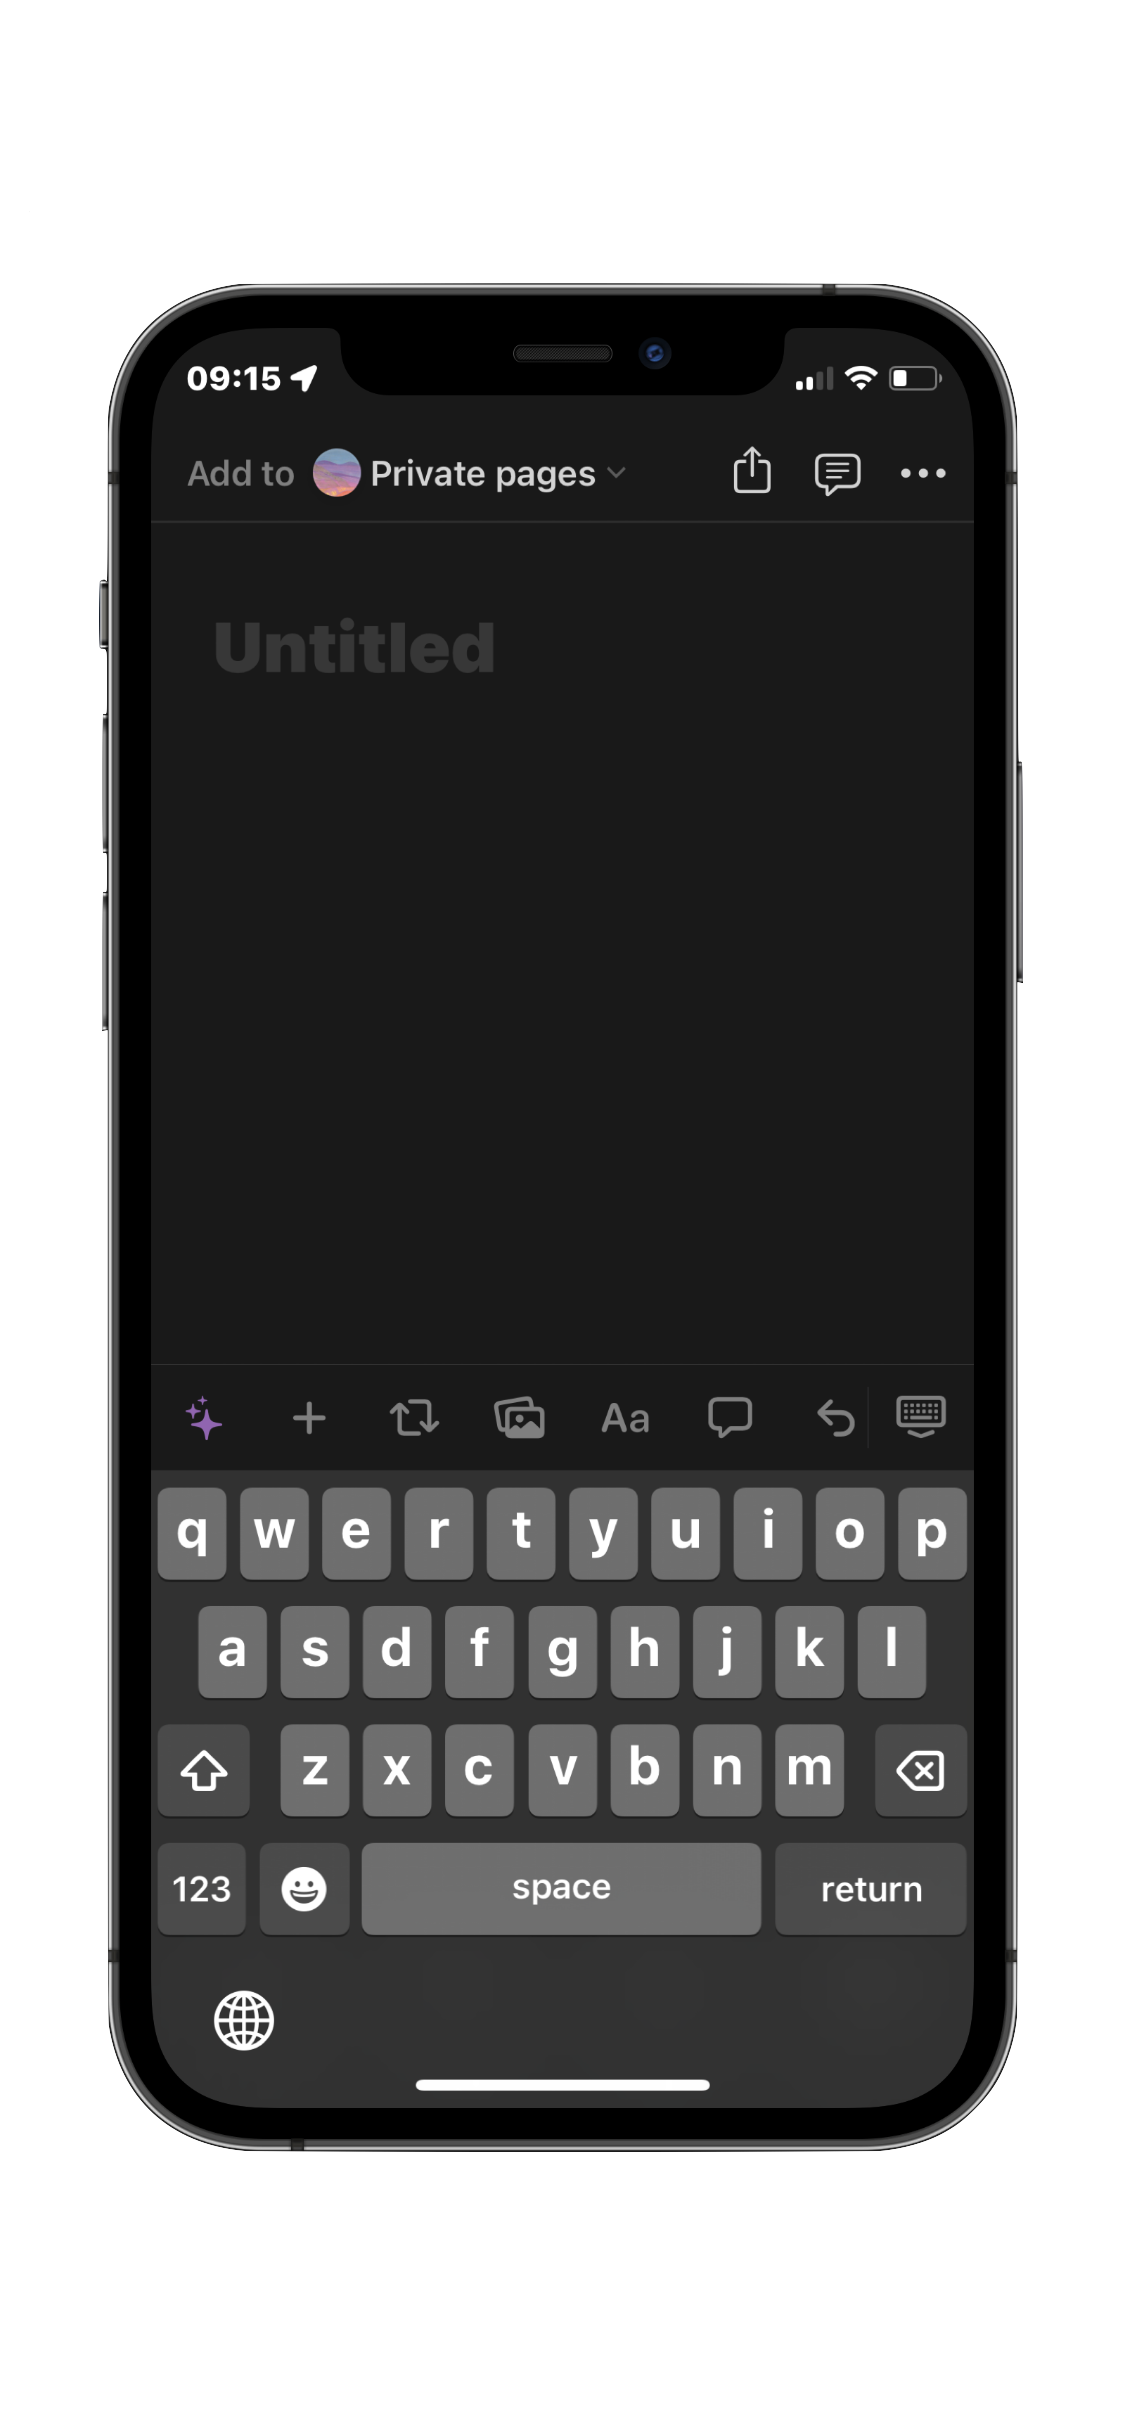 09:15
Add to Private pages
Untitled
Aa
q w e r t y u i o p
a s d f g h j k l
z x c v b n m
123 space return